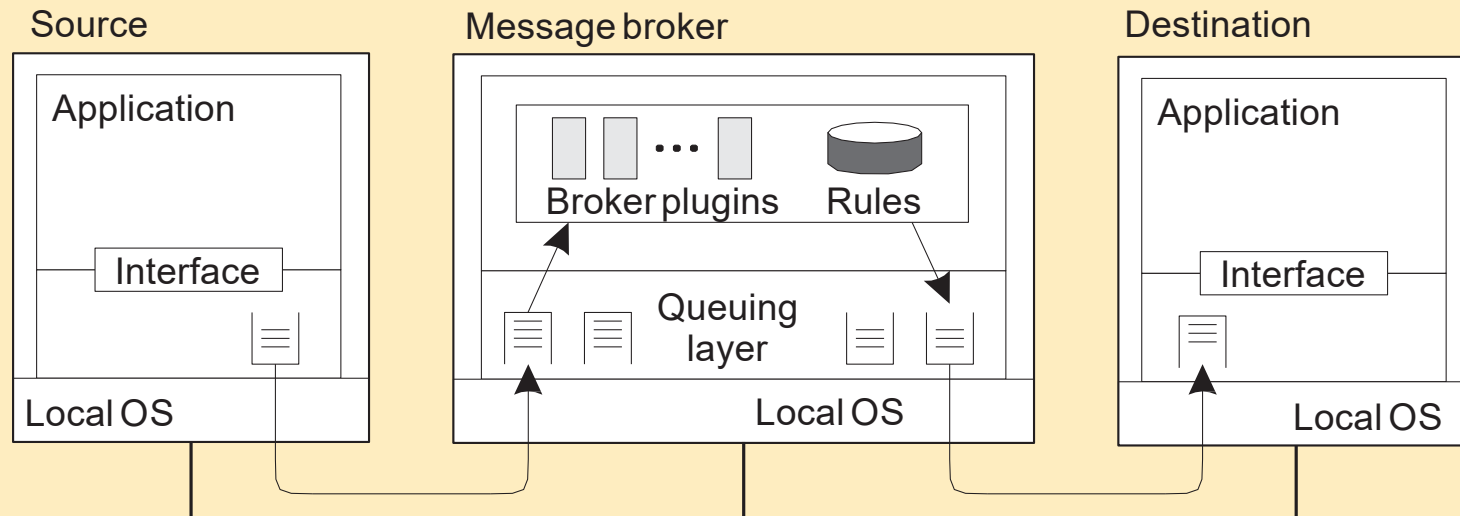 Source
Message broker
Destination
Application
Application
Broker plugins
Rules
Interface
Queuing
layer
Interface
Local OS
Local OS
Local OS